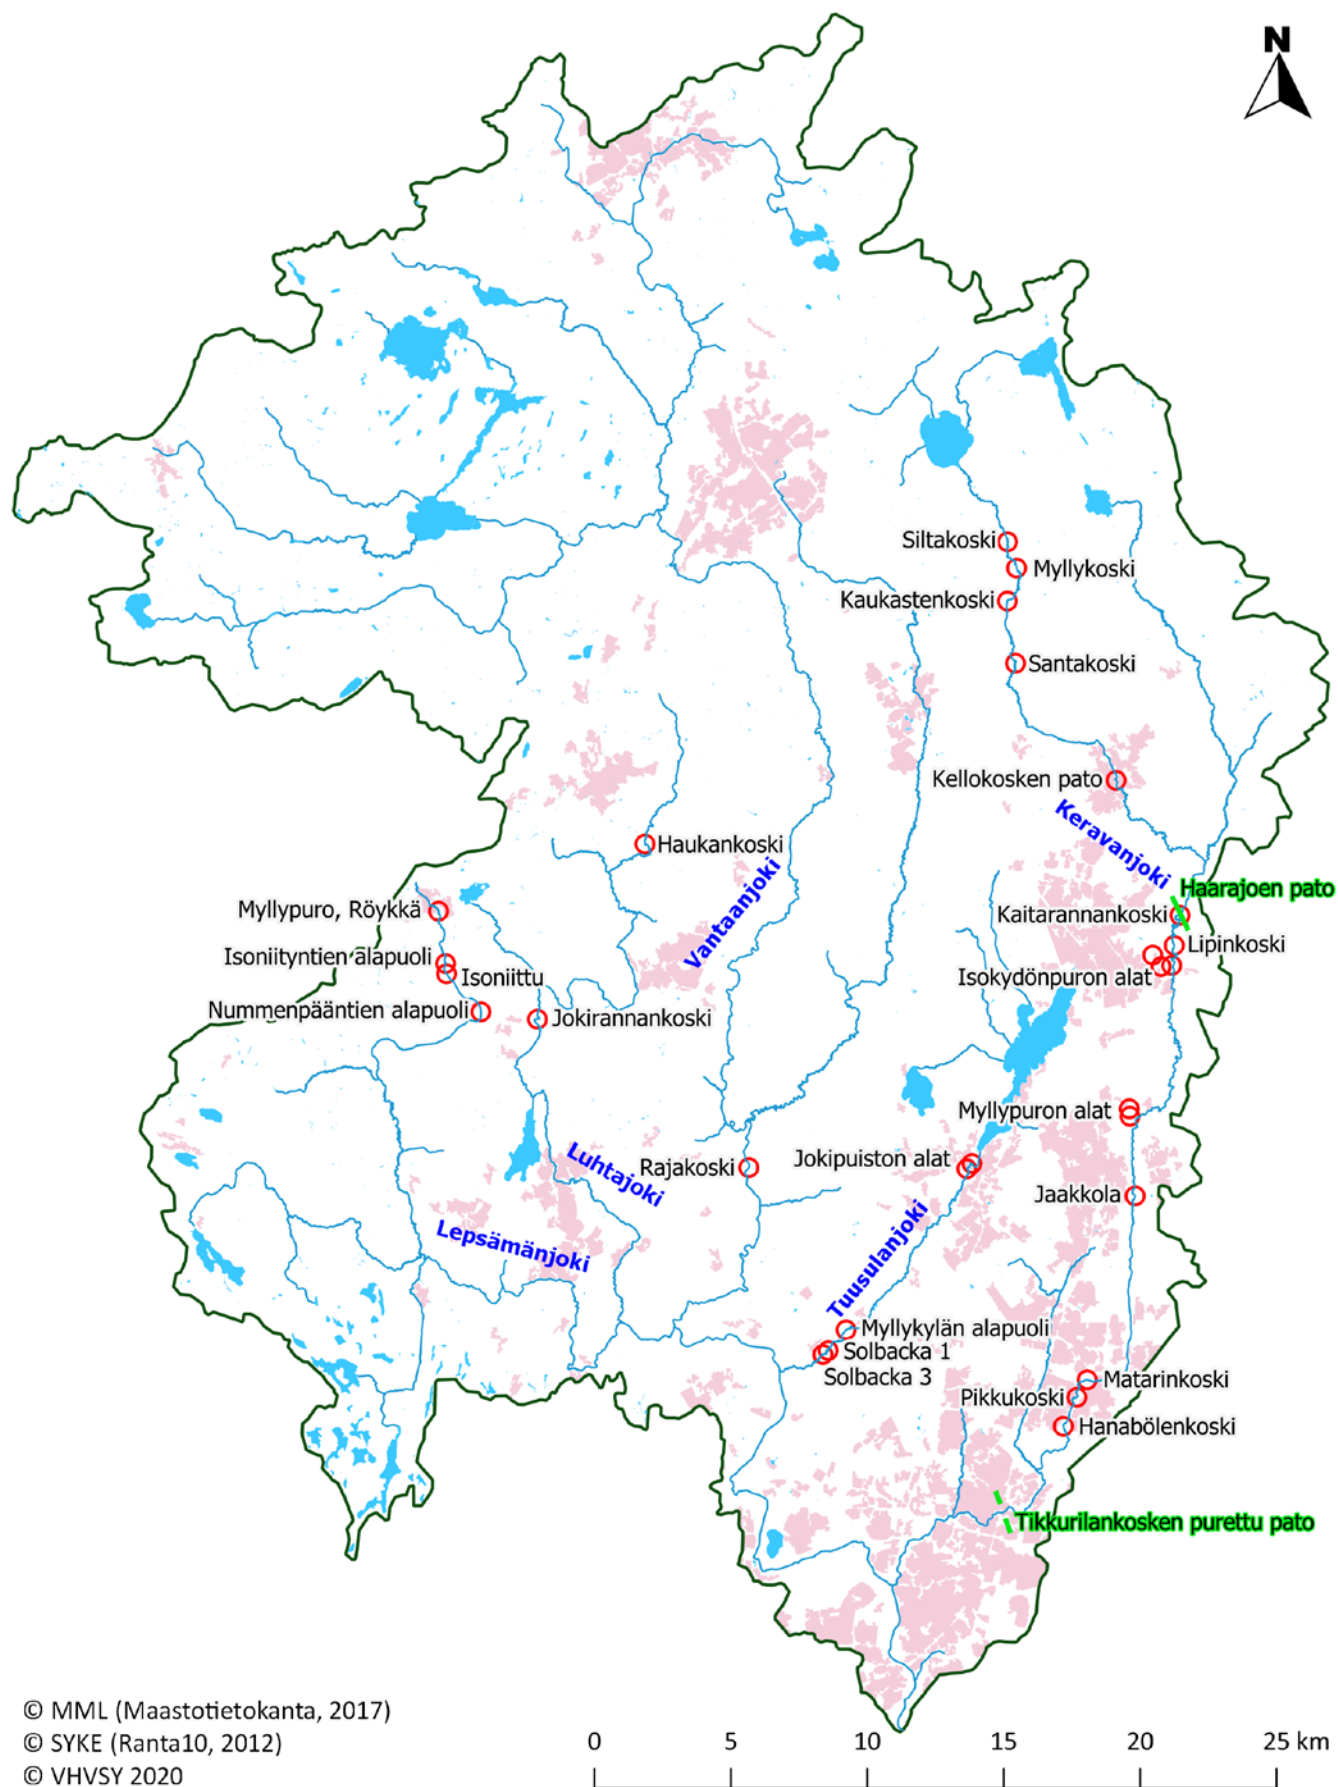 N
Siltakoski
Myllykoski
Kaukastenkoski
Santakoski
Kellokosken pato
Keravanjoki
Haukankoski
Vantaanjoki
Haarajoen pato
Myllypuro, Röykkä
Kaitarannankoski
Lipinkoski
Isoniityntien alapuoli
Isoniittu
Isokydönpuron alat
Nummenpääntien alapuoli
Jokirannankoski
Myllypuron alat
Jokipuiston alat
Rajakoski
Luhtajoki
Jaakkola
Lepsämänjoki
Tuusulanjoki
Myllykylän alapuoli
Solbacka 1
Solbacka 3
Matarinkoski
Pikkukoski
Hanabölenkoski
Tikkurilankosken purettu pato
© MML (Maastotietokanta, 2017)
© SYKE (Ranta10, 2012)
© VHVSY 2020
0 5 10 15 20 25 km